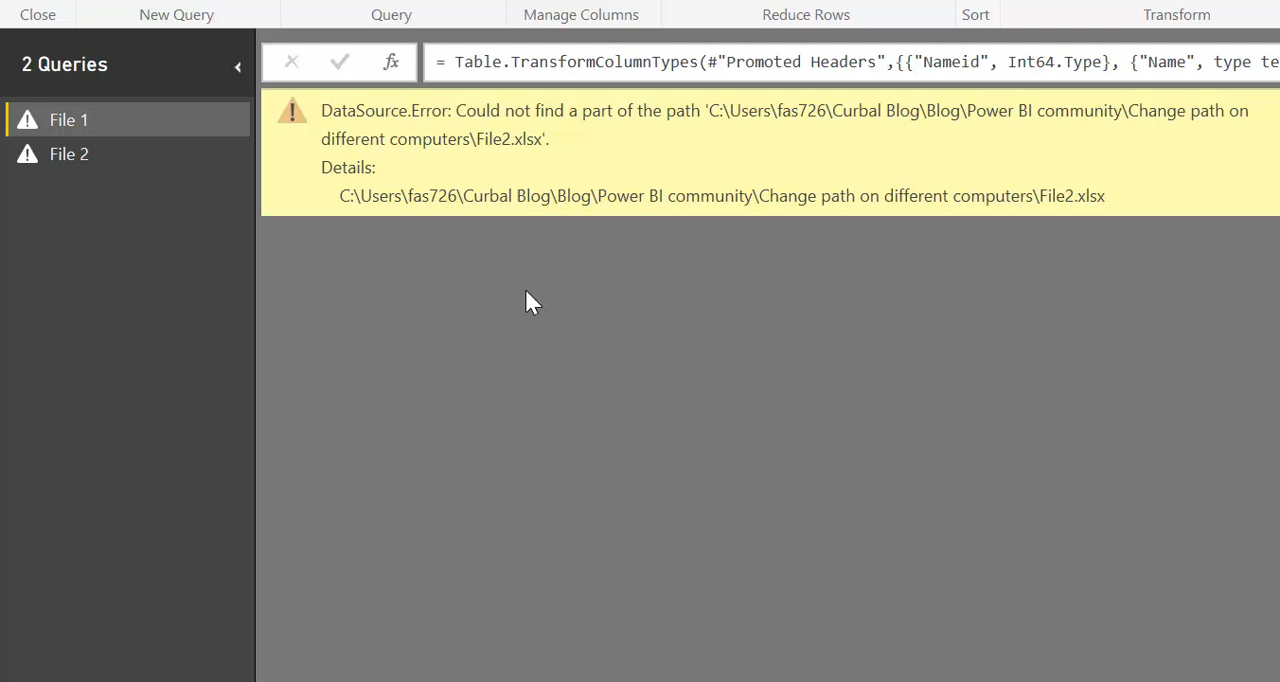 Close New Query Query Manage Columns Reduce Rows Sort Transform
2 Queries
fx = Table.TransformColumnTypes(#"Promoted Headers",{{"Nameid", Int64.Type}, {"Name", type te
File 1
File 2
DataSource.Error: Could not find a part of the path 'C:\Users\fas726\Curbal Blog\Blog\Power BI community\Change path on
different computers\File2.xlsx'.
Details:
C:\Users\fas726\Curbal Blog\Blog\Power BI community\Change path on different computers\File2.xlsx